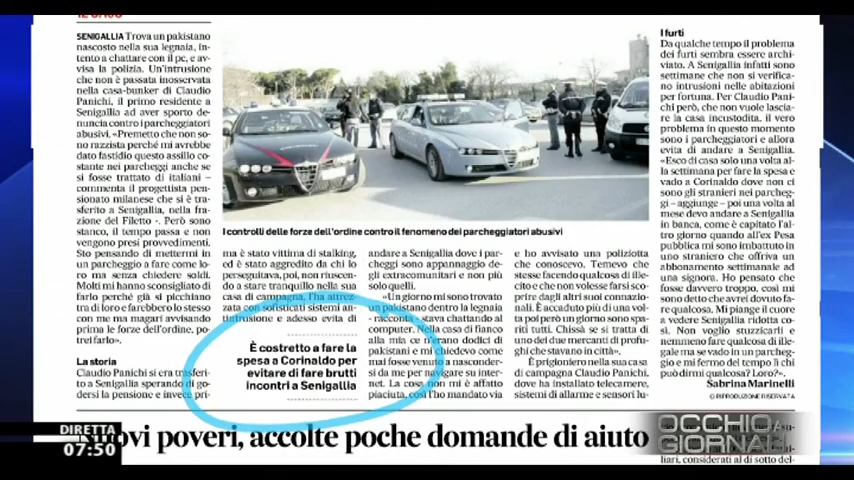 SENIGALLIA Trova un pakistano
nascosto nella sua legnaia, in-
tento a chattare con il pc, e av-
visa la polizia. Un'intrusione
che non è passata inosservata
nella casa-bunker di Claudio
Panichi, il primo residente a
Senigallia ad aver sporto de-
nuncia contro i parcheggiatori
abusivi. «Premetto che non so-
no razzista perché mi avrebbe
dato fastidio questo assillo co-
stante nei parcheggi anche se
si fosse trattato di italiani –
commenta il progettista pen-
sionato milanese che si è tra-
sferito a Senigallia, nella fra-
zione del Filetto -. Però sono
stanco, il tempo passa e non
vengono presi provvedimenti.
Sto pensando di mettermi in
un parcheggio a fare come lo-
ro ma senza chiedere soldi.
Molti mi hanno sconsigliato di
farlo perché già si picchiano
tra di loro e farebbero lo stesso
con me ma magari avvisando
prima le forze dell'ordine, po-
trei farlo».
La storia
Claudio Panichi si era trasferi-
to a Senigallia sperando di go-
dersi la pensione e invece pri-
I controlli delle forze dell'ordine contro il fenomeno dei parcheggiatori abusivi
ma è stato vittima di stalking,
ed è stato aggredito da chi lo
perseguitava, poi, non riuscen-
do a stare tranquillo nella sua
casa di campagna, l'ha attrez-
zata con sofisticati sistemi an-
tintrusione e adesso evita di
È costretto a fare la
spesa a Corinaldo per
evitare di fare brutti
incontri a Senigallia
andare a Senigallia dove i par-
cheggi sono appannaggio de-
gli extracomunitari e non più
solo quelli.
«Un giorno mi sono trovato
un pakistano dentro la legnaia
- racconta - stava chattando al
computer. Nella casa di fianco
alla mia ce n'erano dodici di
pakistani e mi chiedevo come
mai fosse venuto a nasconder-
si da me per navigare su inter-
net. La cosa non mi è affatto
piaciuta, così l'ho mandato via
e ho avvisato una poliziotta
che conoscevo. Temevo che
stesse facendo qualcosa di ille-
cito e che non volesse farsi sco-
prire dagli altri suoi connazio-
nali. È accaduto più di una vol-
ta poi però un giorno sono spa-
riti tutti. Chissà se si tratta di
uno dei due mercanti di profu-
ghi che stavano in città».
È prigioniero nella sua casa
di campagna Claudio Panichi,
dove ha installato telecamere,
sistemi di allarme e sensori lu-
I furti
Da qualche tempo il problema
dei furti sembra essere archi-
viato. A Senigallia infatti sono
settimane che non si verifica-
no intrusioni nelle abitazioni
per fortuna. Per Claudio Pani-
chi però, che non vuole lascia-
re la casa incustodita, il vero
problema in questo momento
sono i parcheggiatori e allora
evita di andare a Senigallia.
«Esco di casa solo una volta al-
la settimana per fare la spesa e
vado a Corinaldo dove non ci
sono gli stranieri nei parcheg-
gi – aggiunge – poi una volta al
mese devo andare a Senigallia
in banca, come è capitato l'al-
tro giorno quando all'ex Pesa
pubblica mi sono imbattuto in
uno straniero che offriva un
abbonamento settimanale ad
una signora. Ho pensato che
fosse davvero troppo, così mi
sono detto che avrei dovuto fa-
re qualcosa. Mi piange il cuore
a vedere Senigallia ridotta co-
sì. Non voglio stuzzicarli e
nemmeno fare qualcosa di ille-
gale ma se vado in un parcheg-
gio e mi fermo del tempo lì chi
può dirmi qualcosa? Loro?».
Sabrina Marinelli
© RIPRODUZIONE RISERVATA
DIRETTA
07:50
Nuovi poveri, accolte poche domande di aiuto
OCCHIO
GIORNALI
liari, considerati al di sotto del-